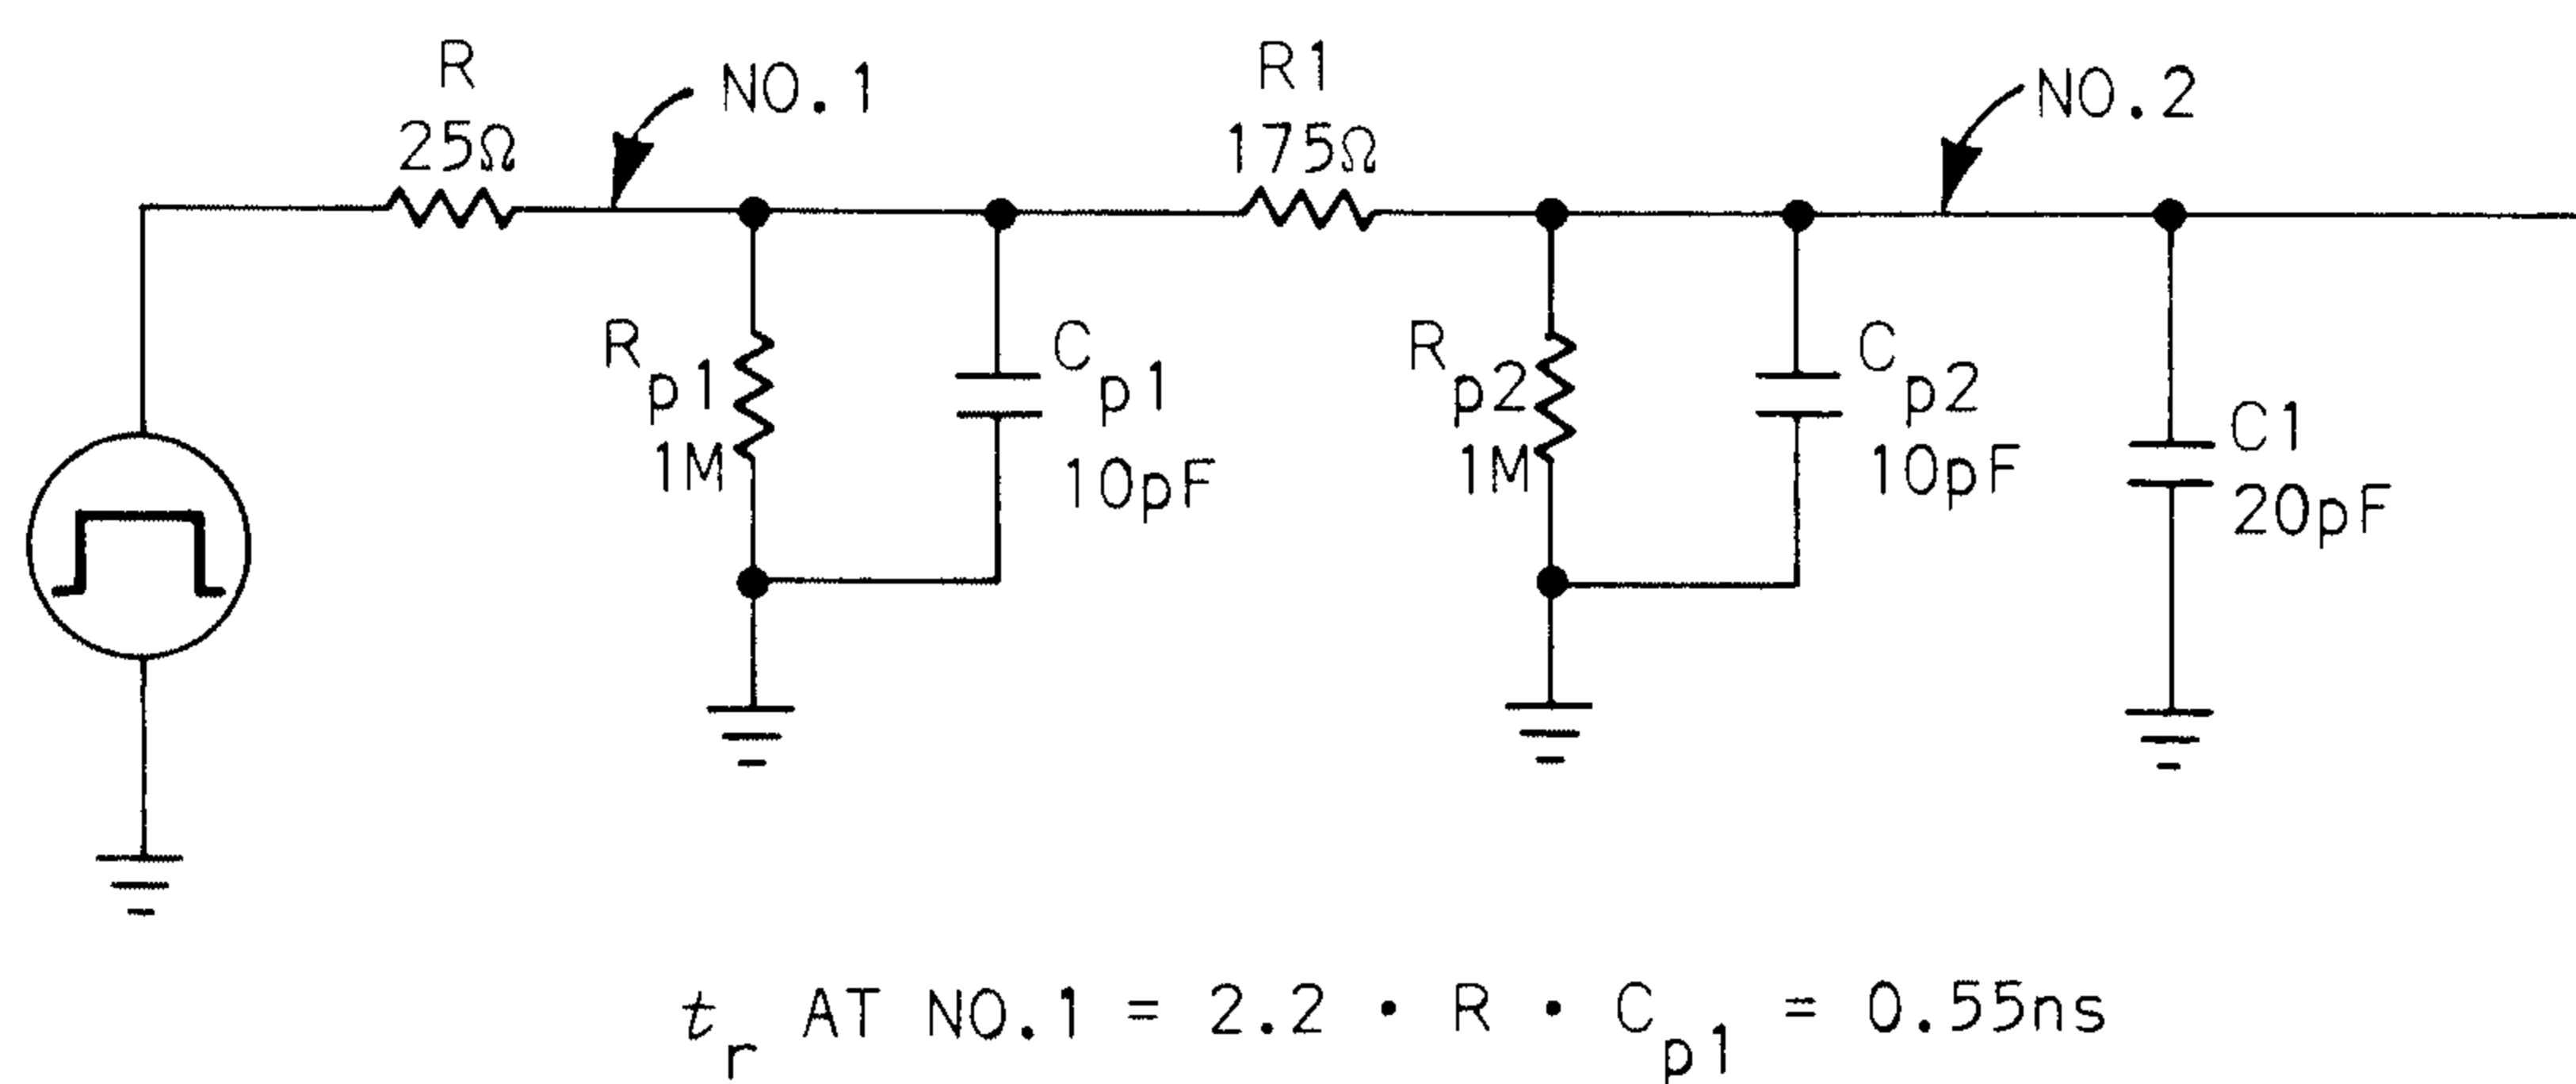 R
25Ω
NO.1
R1
175Ω
NO.2
Rp1
1M
Cp1
10pF
Rp2
1M
Cp2
10pF
C1
20pF
tr AT NO.1 = 2.2 • R • Cp1 = 0.55ns